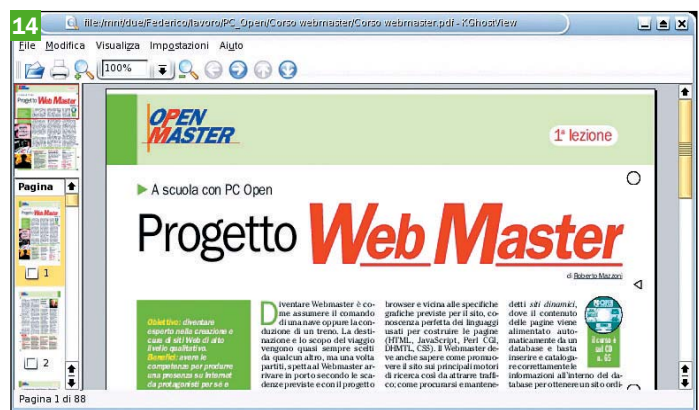 14
file:/mnt/due/Federico/lavoro/PC_Open/Corso webmaster/Corso webmaster.pdf - KGhostView
File Modifica Visualizza Impostazioni Aiuto
100%
Progetto Web Master
Pagina
1
2
Pagina 1 di 88
OPEN
MASTER
1ª lezione
A scuola con PC Open
Progetto Web Master
di Roberto Mazzoni
Obiettivo: diventare
esperto nella creazione e
cura di siti Web di alto
livello qualitativo.
Benefici: avere le
competenze per produrre
una presenza su Internet
da protagonisti per sé e
Diventare Webmaster è co-
me assumere il comando
di una nave oppure la con-
duzione di un treno. La desti-
nazione e lo scopo del viaggio
vengono quasi sempre scelti
da qualcun altro, ma una volta
partiti, spetta al Webmaster ar-
rivare in porto secondo le sca-
denze previste e con il progetto
browser e vicina alle specifiche
grafiche previste per il sito, co-
noscenza perfetta dei linguaggi
usati per costruire le pagine
(HTML, JavaScript, Perl CGI,
DHMTL, CSS). Il Webmaster de-
ve anche sapere come promuo-
vere il sito sui principali motori
di ricerca così da attrarre traffi-
co; come procurarsi e mantene-
detti siti dinamici,
dove il contenuto
delle pagine viene
alimentato auto-
maticamente da un
database e basta
inserire e cataloga-
re correttamente le
informazioni all'interno del da-
tabase per ottenere un sito ordi-
Il corso è
sul CD
n. 65